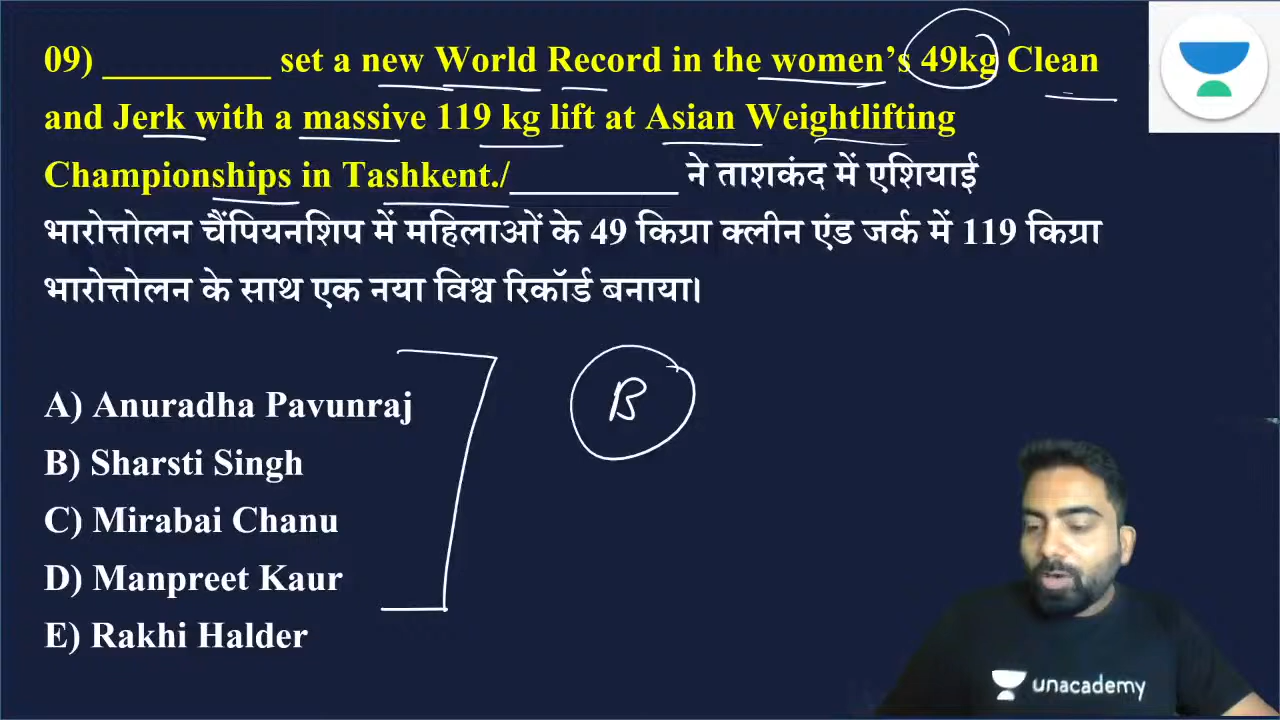 09) _________ set a new World Record in the women's 49kg Clean
and Jerk with a massive 119 kg lift at Asian Weightlifting
Championships in Tashkent./_________ ने ताशकंद में एशियाई
भारोत्तोलन चैंपियनशिप में महिलाओं के 49 किग्रा क्लीन एंड जर्क में 119 किग्रा
भारोत्तोलन के साथ एक नया विश्व रिकॉर्ड बनाया।
A) Anuradha Pavunraj
B
B) Sharsti Singh
C) Mirabai Chanu
D) Manpreet Kaur
E) Rakhi Halder
unacademy